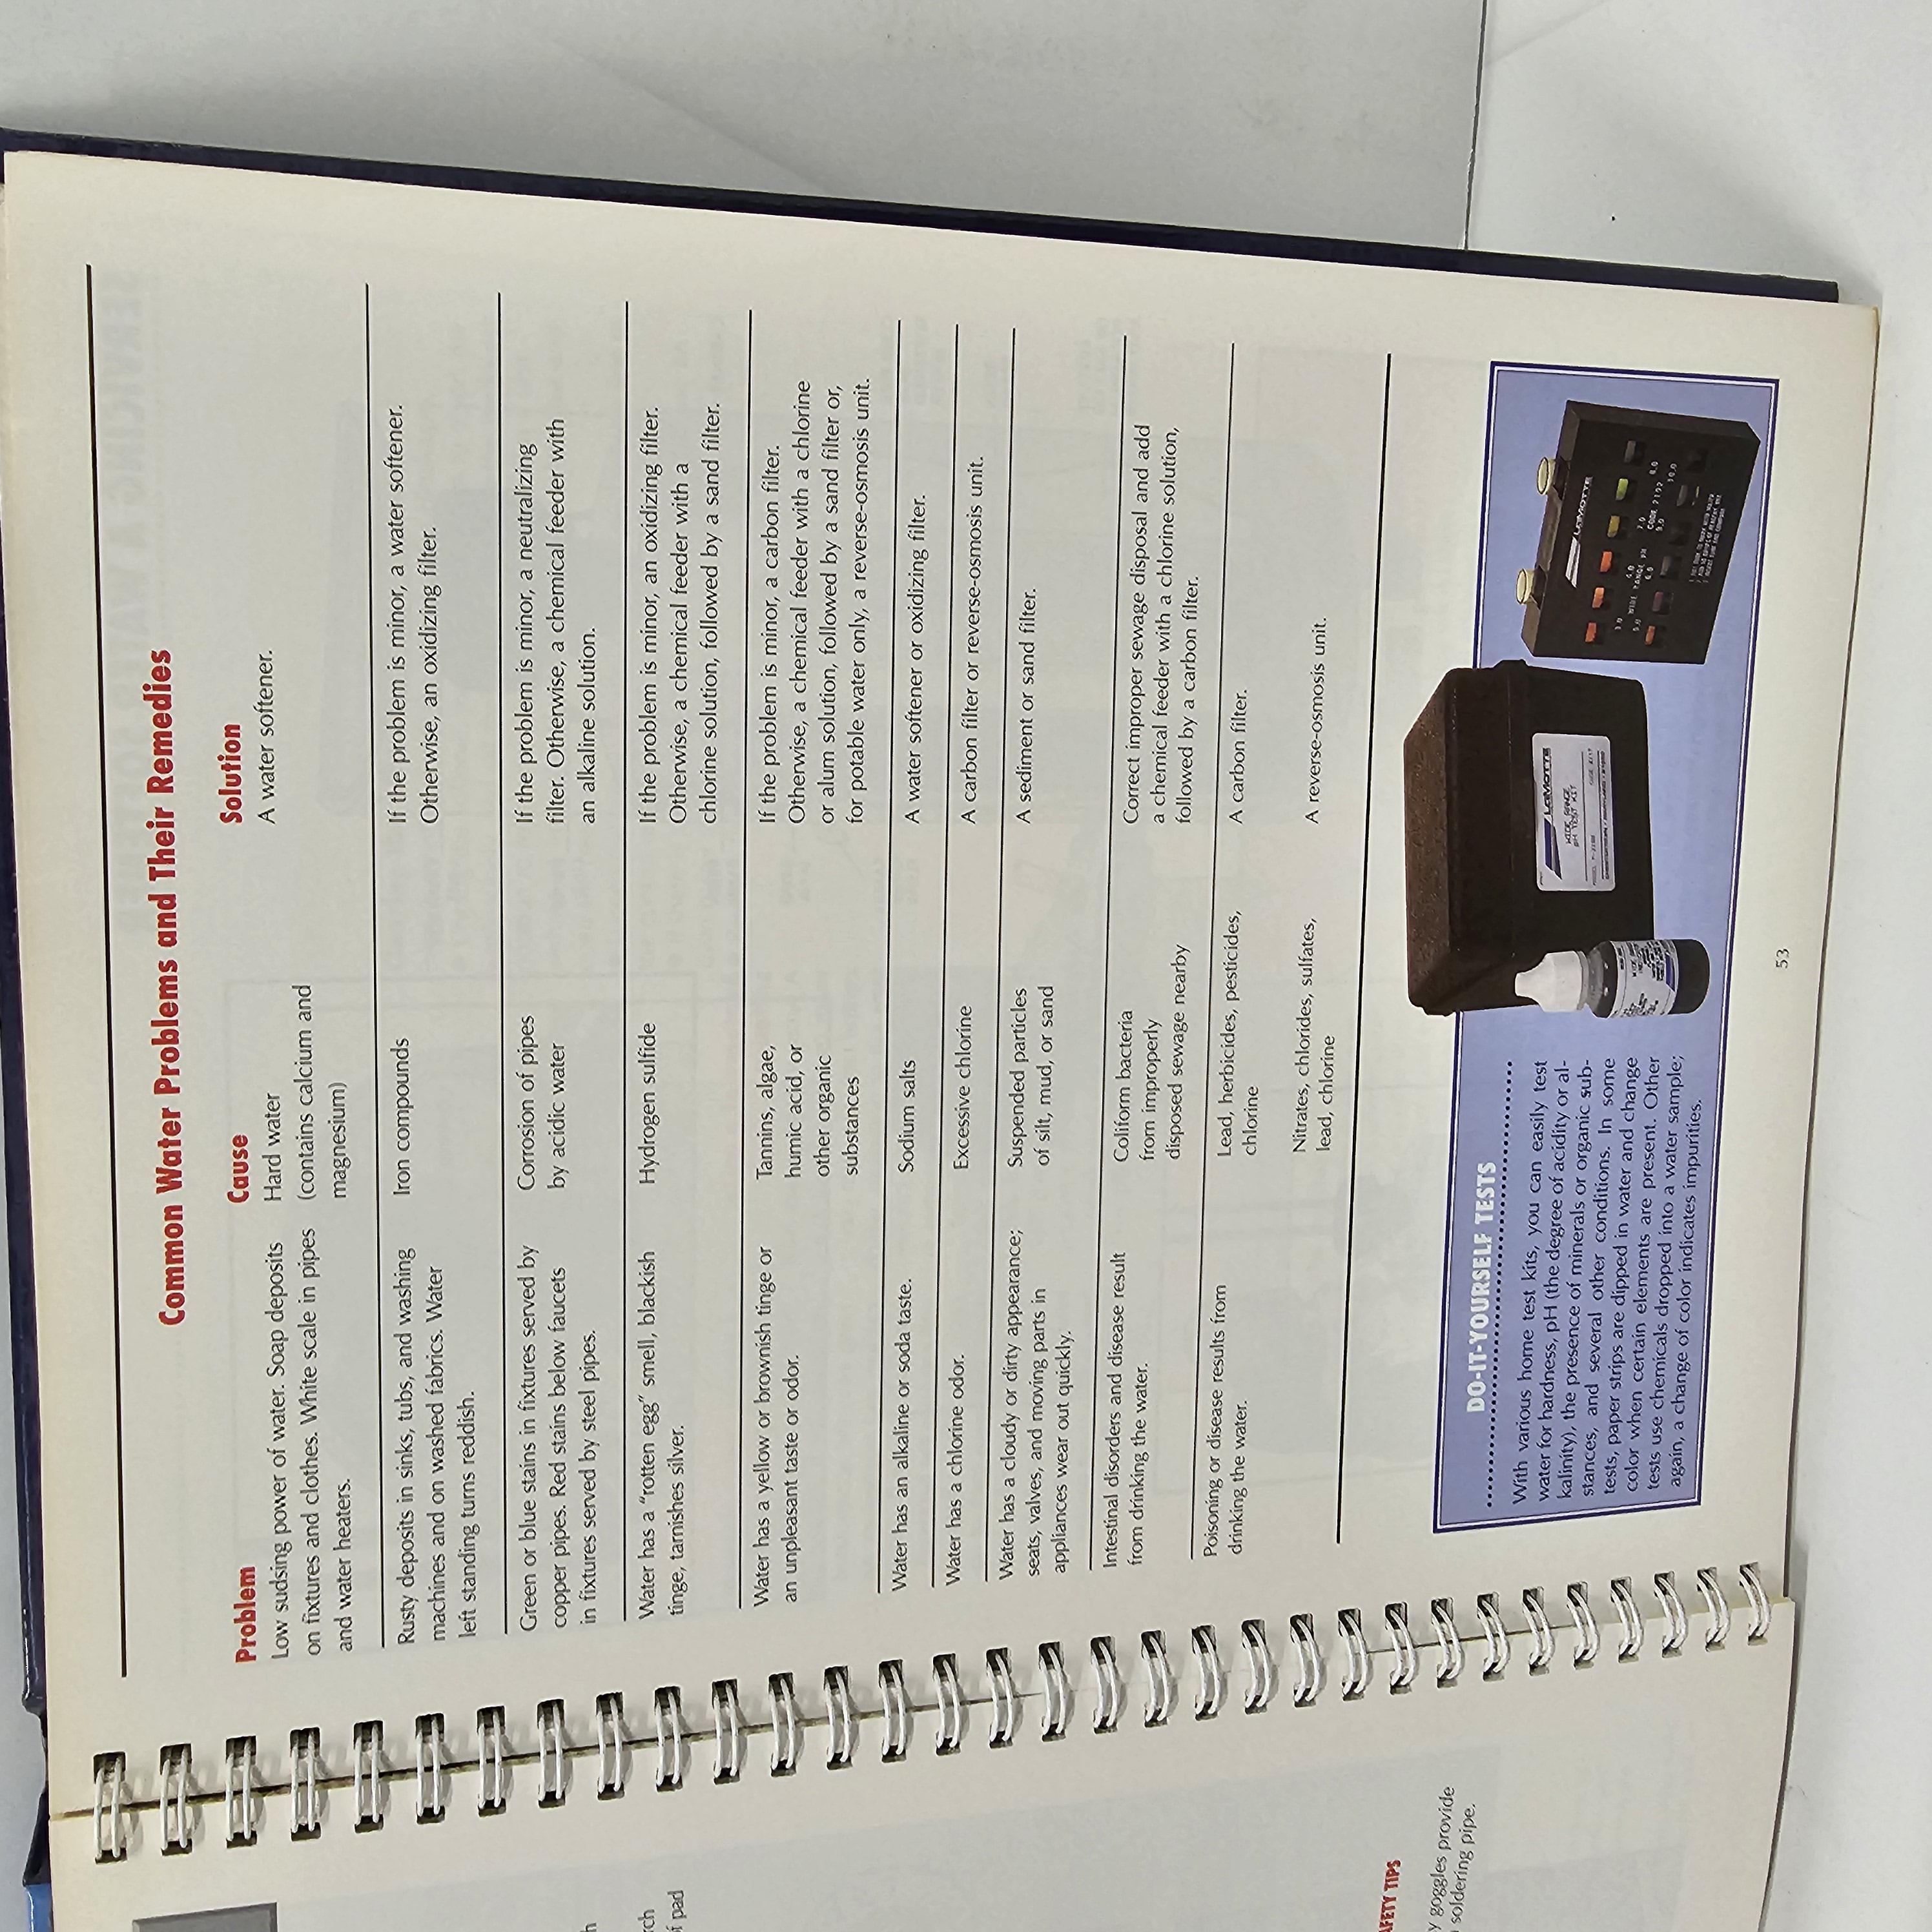 Common Water Problems and Their Remedies
Problem
Cause
Solution
Low sudsing power of water. Soap deposits
on fixtures and clothes. White scale in pipes
and water heaters.
Hard water
(contains calcium and
magnesium)
A water softener.
Rusty deposits in sinks, tubs, and washing
machines and on washed fabrics. Water
left standing turns reddish.
Iron compounds
If the problem is minor, a water softener.
Otherwise, an oxidizing filter.
Green or blue stains in fixtures served by
copper pipes. Red stains below faucets
in fixtures served by steel pipes.
Corrosion of pipes
by acidic water
If the problem is minor, a neutralizing
filter. Otherwise, a chemical feeder with
an alkaline solution.
Water has a “rotten egg” smell, blackish
tinge, tarnishes silver.
Hydrogen sulfide
If the problem is minor, an oxidizing filter.
Otherwise, a chemical feeder with a
chlorine solution, followed by a sand filter.
Water has a yellow or brownish tinge or
an unpleasant taste or odor.
Tannins, algae,
humic acid, or
other organic
substances
If the problem is minor, a carbon filter.
Otherwise, a chemical feeder with a chlorine
or alum solution, followed by a sand filter or,
for potable water only, a reverse-osmosis unit.
Water has an alkaline or soda taste.
Sodium salts
A water softener or oxidizing filter.
Water has a chlorine odor.
Excessive chlorine
A carbon filter or reverse-osmosis unit.
Water has a cloudy or dirty appearance;
seats, valves, and moving parts in
appliances wear out quickly.
Suspended particles
of silt, mud, or sand
A sediment or sand filter.
Intestinal disorders and disease result
from drinking the water.
Coliform bacteria
from improperly
disposed sewage nearby
Correct improper sewage disposal and add
a chemical feeder with a chlorine solution,
followed by a carbon filter.
Poisoning or disease results from
drinking the water.
Lead, herbicides, pesticides,
chlorine
A carbon filter.
Nitrates, chlorides, sulfates,
lead, chlorine
A reverse-osmosis unit.
DO-IT-YOURSELF TESTS
With various home test kits, you can easily test
water for hardness, pH (the degree of acidity or al-
kalinity), the presence of minerals or organic sub-
stances, and several other conditions. In some
tests, paper strips are dipped in water and change
color when certain elements are present. Other
tests use chemicals dropped into a water sample;
again, a change of color indicates impurities.
LAMOTTE
WIDE RANGE
pH TEST KIT
LAMOTTE
WIDE RANGE pH CODE 2192
53
of pad
AFETY TIPS
y goggles provide
soldering pipe.